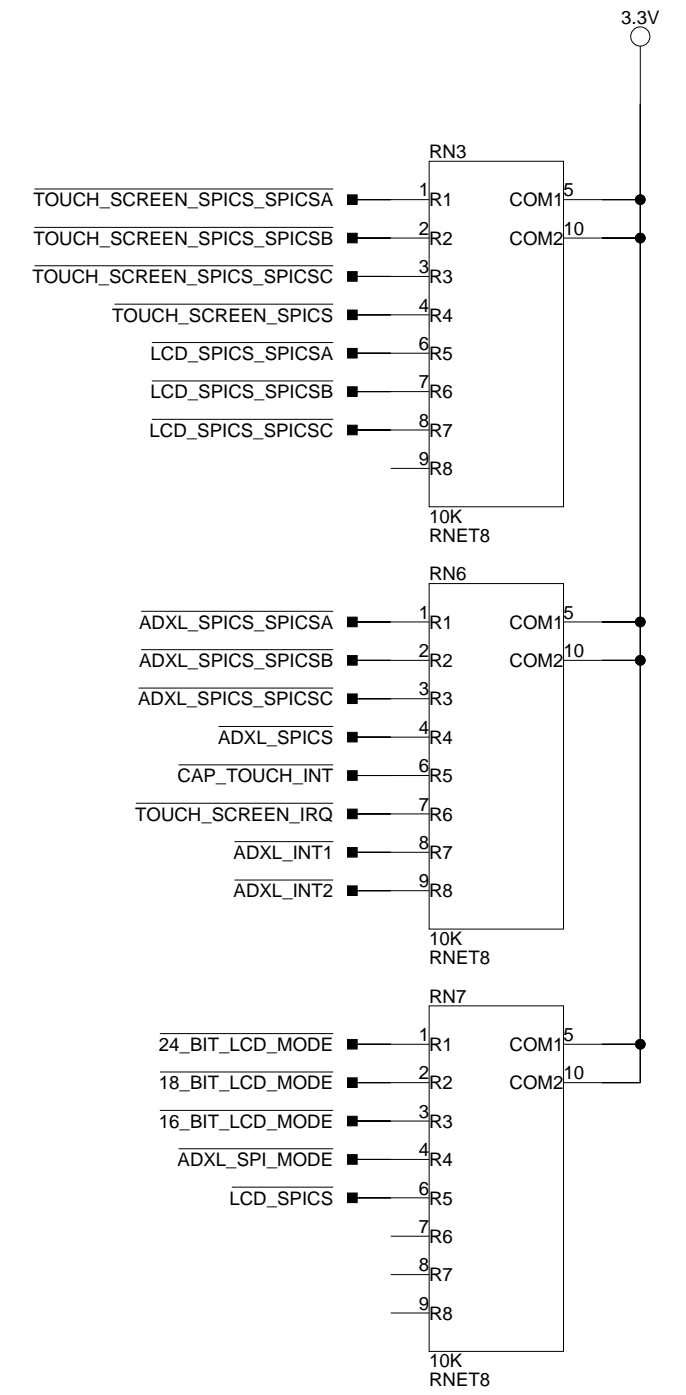 3.3V
RN3
TOUCH_SCREEN_SPICS_SPICSA 1 R1 COM1 5
TOUCH_SCREEN_SPICS_SPICSB 2 R2 COM2 10
TOUCH_SCREEN_SPICS_SPICSC 3 R3
TOUCH_SCREEN_SPICS 4 R4
LCD_SPICS_SPICSA 6 R5
LCD_SPICS_SPICSB 7 R6
LCD_SPICS_SPICSC 8 R7
9 R8
10K
RNET8
RN6
ADXL_SPICS_SPICSA 1 R1 COM1 5
ADXL_SPICS_SPICSB 2 R2 COM2 10
ADXL_SPICS_SPICSC 3 R3
ADXL_SPICS 4 R4
CAP_TOUCH_INT 6 R5
TOUCH_SCREEN_IRQ 7 R6
ADXL_INT1 8 R7
ADXL_INT2 9 R8
10K
RNET8
RN7
24_BIT_LCD_MODE 1 R1 COM1 5
18_BIT_LCD_MODE 2 R2 COM2 10
16_BIT_LCD_MODE 3 R3
ADXL_SPI_MODE 4 R4
LCD_SPICS 6 R5
7 R6
8 R7
9 R8
10K
RNET8